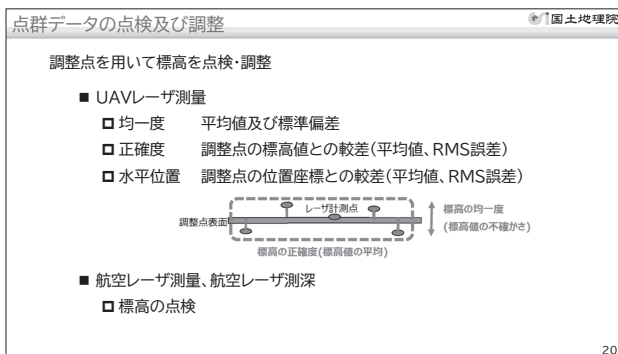 点群データの点検及び調整
国土地理院
調整点を用いて標高を点検・調整
■ UAVレーザ測量
均一度 平均値及び標準偏差
正確度 調整点の標高値との較差(平均値、RMS誤差)
水平位置 調整点の位置座標との較差(平均値、RMS誤差)
レーザ計測点
標高の均一度
調整点表面
(標高値の不確かさ)
標高の正確度(標高値の平均)
■ 航空レーザ測量、航空レーザ測深
標高の点検
20